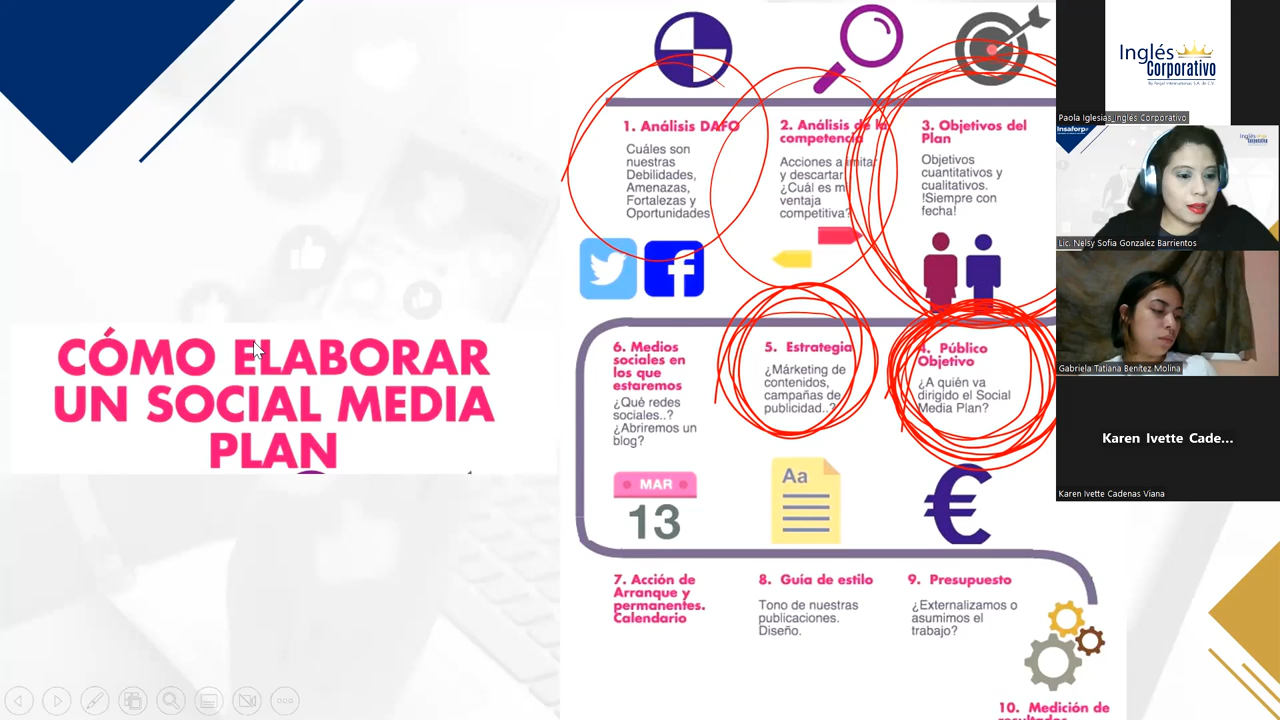 CÓMO ELABORAR
UN SOCIAL MEDIA
PLAN
1. Análisis DAFO
Cuáles son
nuestras
Debilidades,
Amenazas,
Fortalezas y
Oportunidades
2. Análisis de la
competencia
Acciones a imitar
y descartar
¿Cuál es mi
ventaja
competitiva?
3. Objetivos del
Plan
Objetivos
cuantitativos y
cualitativos.
!Siempre con
fecha!
6. Medios
sociales en
los que
estaremos
¿Qué redes
sociales..?
¿Abriremos un
blog?
5. Estrategia
¿Márketing de
contenidos,
campañas de
publicidad..?
4. Público
Objetivo
¿A quién va
dirigido el Social
Media Plan?
MAR
13
Aa
€
7. Acción de
Arranque y
permanentes.
Calendario
8. Guía de estilo
Tono de nuestras
publicaciones.
Diseño.
9. Presupuesto
¿Externalizamos o
asumimos el
trabajo?
10. Medición de
resultados
Inglés
Corporativo
Paola Iglesias_Inglés Corporativo
Insaforp
Lic. Nelsy Sofia Gonzalez Barrientos
Gabriela Tatiana Benítez Molina
Karen Ivette Cade...
Karen Ivette Cadenas Viana